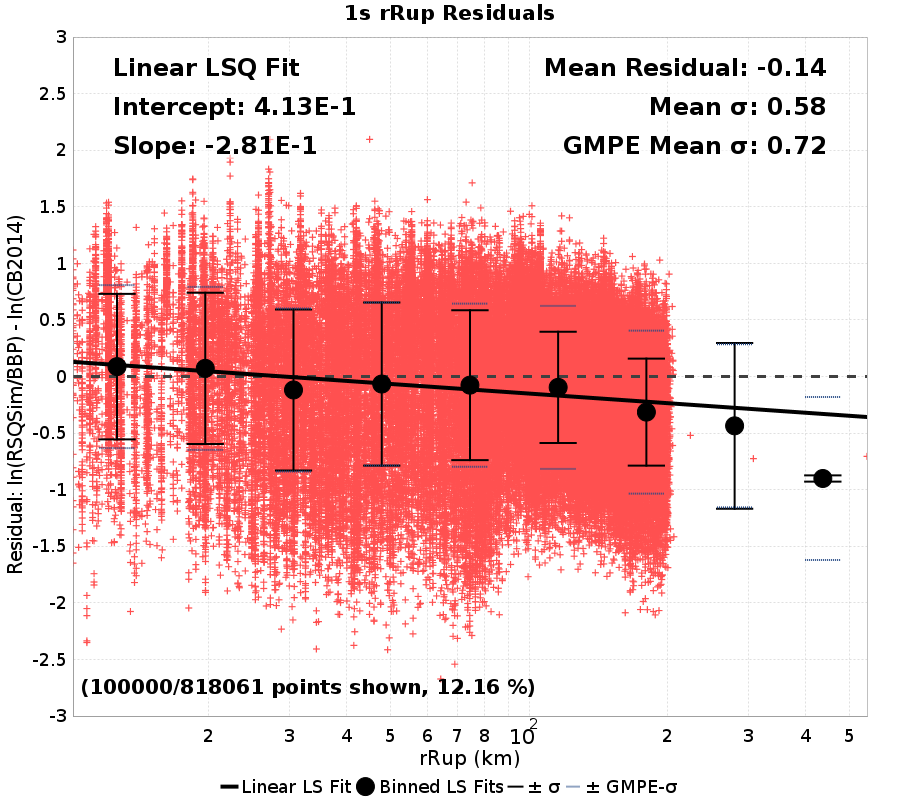 1s rRup Residuals
Linear LSQ Fit
Intercept: 4.13E-1
Slope: -2.81E-1
Mean Residual: -0.14
Mean σ: 0.58
GMPE Mean σ: 0.72
Residual: ln(RSQSim/BBP) - ln(CB2014)
3
2.5
2
1.5
1
0.5
0
-0.5
-1
-1.5
-2
-2.5
-3
(100000/818061 points shown, 12.16 %)
2 3 4 5 6 7 8 10² 2 3 4 5
rRup (km)
Linear LS Fit Binned LS Fits ± σ ± GMPE-σ